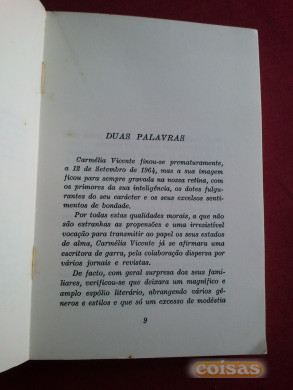 DUAS PALAVRAS
Carmélia Vicente finou-se prematuramente,
a 12 de Setembro de 1964, mas a sua imagem
ficou para sempre gravada na nossa retina, com
os primores da sua inteligência, os dotes fulgu-
rantes do seu carácter e os seus excelsos senti-
mentos de bondade.
Por todas estas qualidades morais, a que não
são estranhas as propensões e uma irresistível
vocação para transmitir ao papel os seus estados
de alma, Carmélia Vicente já se afirmara uma
escritora de garra, pela colaboração dispersa por
vários jornais e revistas.
De facto, com geral surpresa dos seus fami-
liares, verificou-se que deixara um magnífico e
amplo espólio literário, abrangendo vários gé-
neros e estilos e que só um excesso de modéstia
9
coisas